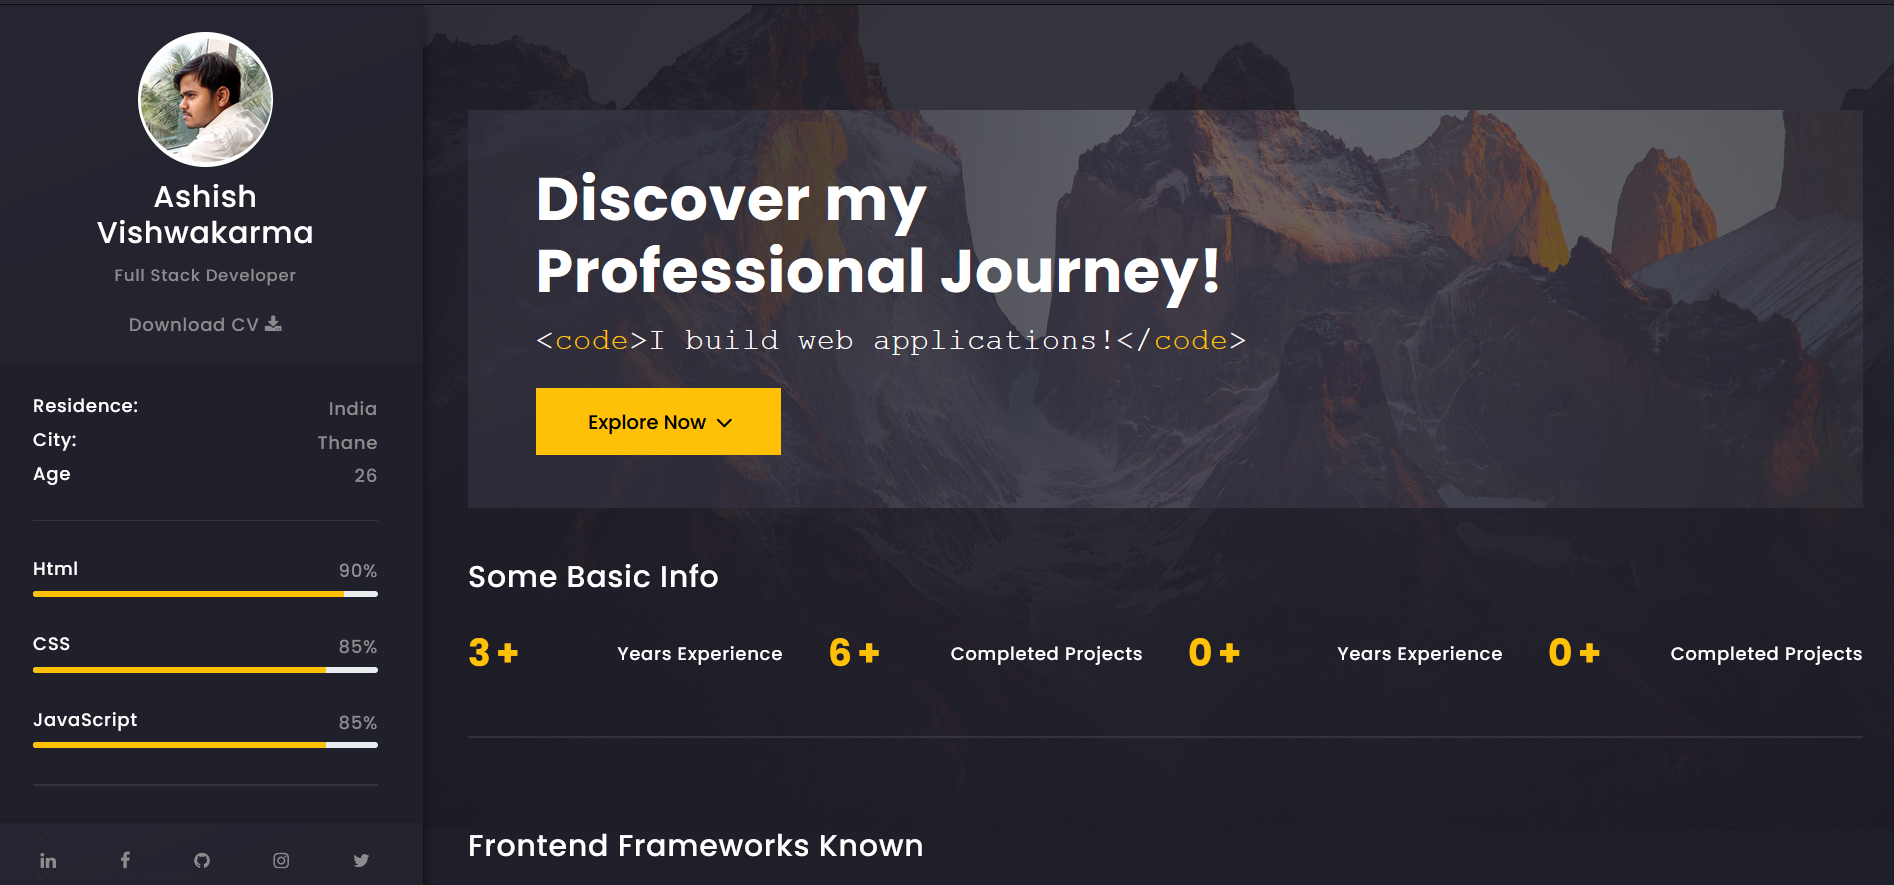 Ashish
Vishwakarma
Full Stack Developer
Download CV
Residence: India
City: Thane
Age 26
Html 90%
CSS 85%
JavaScript 85%
in
Discover my
Professional Journey!
<code>I build web applications!</code>
Explore Now
Some Basic Info
3 + Years Experience 6 + Completed Projects 0 + Years Experience 0 + Completed Projects
Frontend Frameworks Known